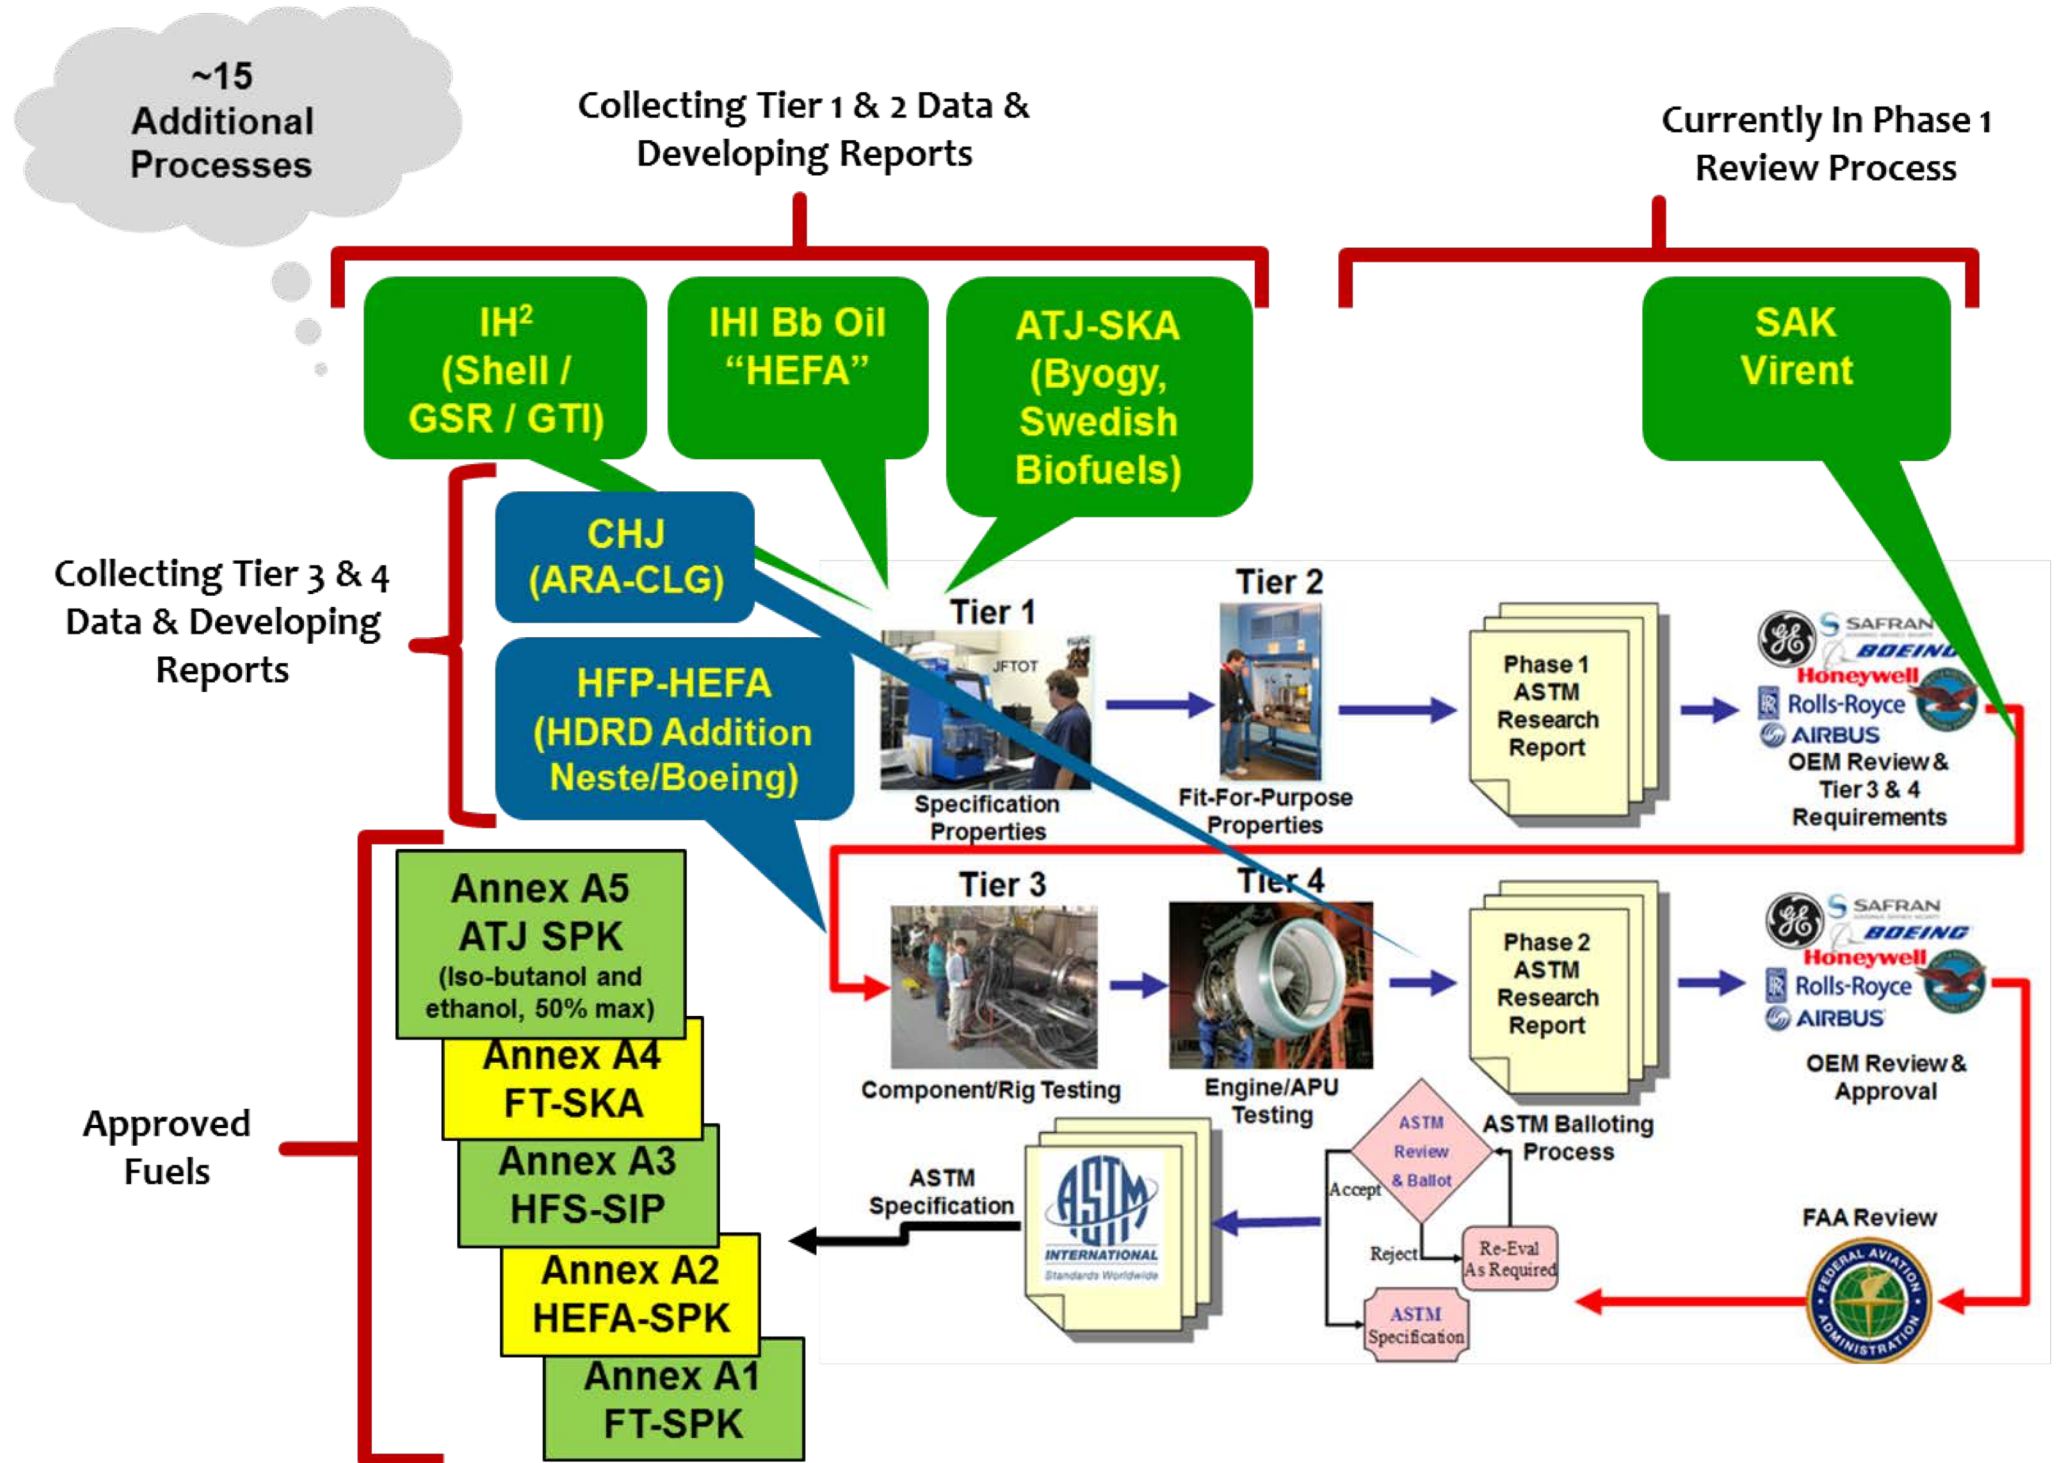 ~15
Additional
Processes
Collecting Tier 1 & 2 Data &
Developing Reports
Currently In Phase 1
Review Process
IH²
(Shell /
GSR / GTI)
IHI Bb Oil
“HEFA”
ATJ-SKA
(Byogy,
Swedish
Biofuels)
SAK
Virent
Collecting Tier 3 & 4
Data & Developing
Reports
CHJ
(ARA-CLG)
HFP-HEFA
(HDRD Addition
Neste/Boeing)
Tier 1
JFTOT
Specification
Properties
Tier 2
Fit-For-Purpose
Properties
Phase 1
ASTM
Research
Report
SAFRAN
BOEING
Honeywell
Rolls-Royce
AIRBUS
OEM Review &
Tier 3 & 4
Requirements
Tier 3
Component/Rig Testing
Tier 4
Engine/APU
Testing
Phase 2
ASTM
Research
Report
ASTM Balloting
Process
SAFRAN
BOEING
Honeywell
Rolls-Royce
AIRBUS
OEM Review &
Approval
FAA Review
FEDERAL AVIATION
ADMINISTRATION
ASTM
Review
& Ballot
Accept
Reject
Re-Eval
As Required
ASTM
Specification
ASTM
INTERNATIONAL
Standards Worldwide
ASTM
Specification
Approved
Fuels
Annex A5
ATJ SPK
(Iso-butanol and
ethanol, 50% max)
Annex A4
FT-SKA
Annex A3
HFS-SIP
Annex A2
HEFA-SPK
Annex A1
FT-SPK